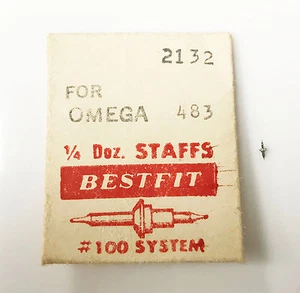 2132
FOR
OMEGA 483
¼ Doz. STAFFS
BESTFIT
#100 SYSTEM